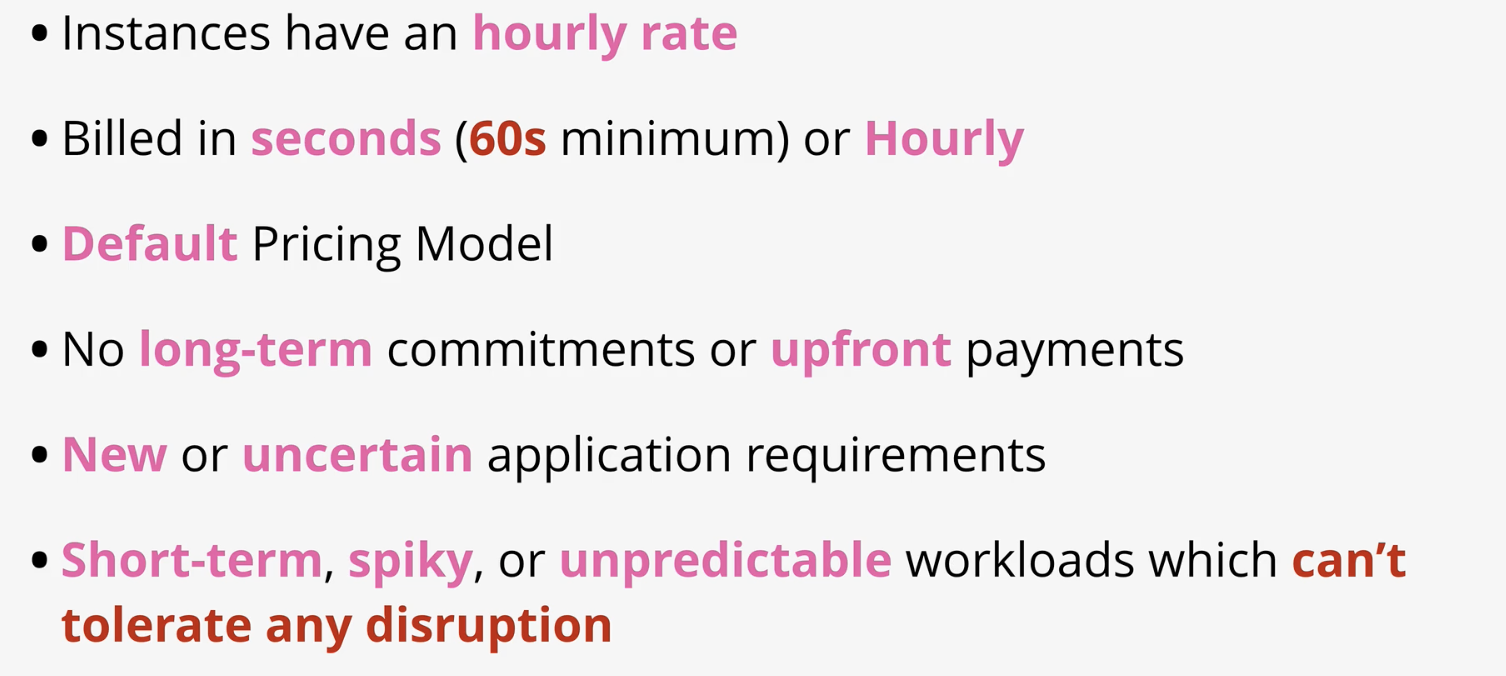 • Instances have an hourly rate
• Billed in seconds (60s minimum) or Hourly
• Default Pricing Model
• No long-term commitments or upfront payments
• New or uncertain application requirements
• Short-term, spiky, or unpredictable workloads which can’t
tolerate any disruption